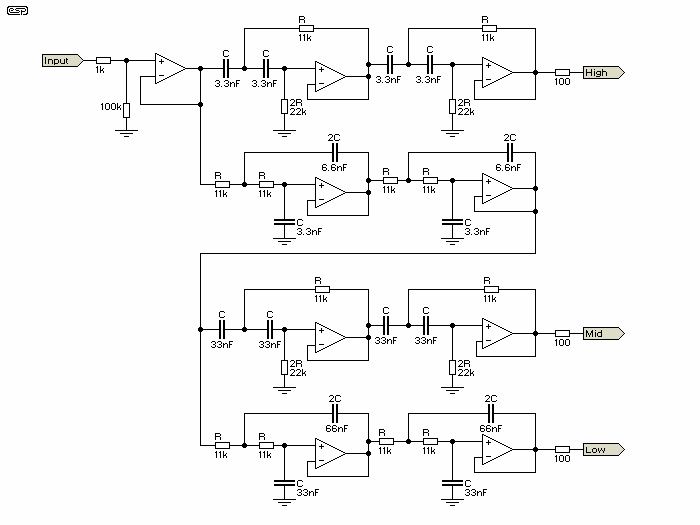 esp
R R
11k 11k
Input 1k C C C C High
3.3nF 3.3nF 3.3nF 3.3nF 100
+ + +
− − −
100k 2R 2R
22k 22k
2C 2C
6.6nF 6.6nF
R R R R
11k 11k 11k 11k
+ +
− −
C C
3.3nF 3.3nF
R R
11k 11k
C C C C Mid
33nF 33nF 33nF 33nF 100
+ +
− −
2R 2R
22k 22k
2C 2C
66nF 66nF
R R R R Low
11k 11k 11k 11k 100
+ +
− −
C C
33nF 33nF